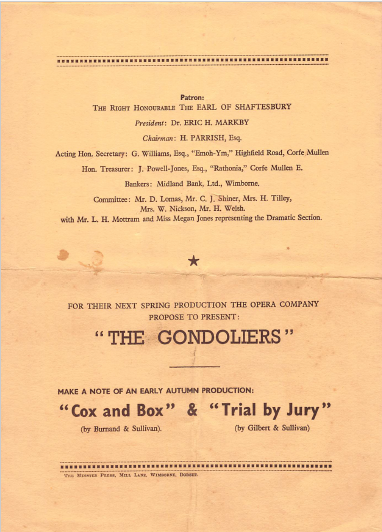 Patron:
THE RIGHT HONOURABLE THE EARL OF SHAFTESBURY
President: Dr. ERIC H. MARKBY
Chairman: H. PARRISH, Esq.
Acting Hon. Secretary: G. Williams, Esq., "Emoh-Ym," Highfield Road, Corfe Mullen
Hon. Treasurer: J. Powell-Jones, Esq., "Rathonia," Corfe Mullen E.
Bankers: Midland Bank, Ltd., Wimborne.
Committee: Mr. D. Lomas, Mr. C. J. Shiner, Mrs. H. Tilley,
Mrs. W. Nickson, Mr. H. Welsh.
with Mr. L. H. Mottram and Miss Megan Jones representing the Dramatic Section.
FOR THEIR NEXT SPRING PRODUCTION THE OPERA COMPANY
PROPOSE TO PRESENT:
"THE GONDOLIERS"
MAKE A NOTE OF AN EARLY AUTUMN PRODUCTION:
"Cox and Box" & "Trial by Jury"
(by Burnand & Sullivan). (by Gilbert & Sullivan)
THE MINSTER PRESS, MILL LANE, WIMBORNE, DORSET.